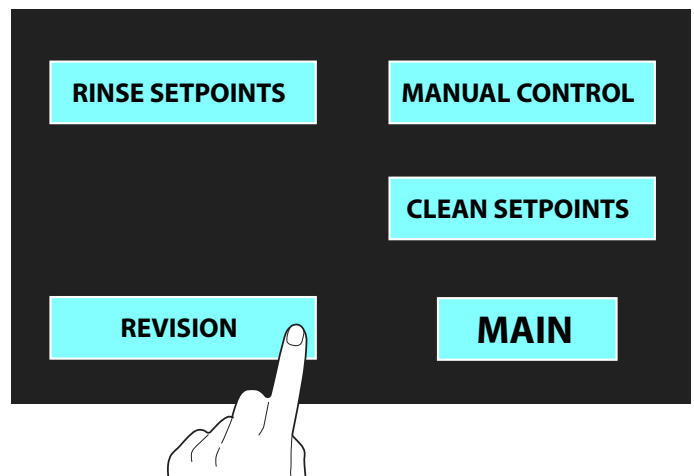 RINSE SETPOINTS
MANUAL CONTROL
CLEAN SETPOINTS
REVISION
MAIN